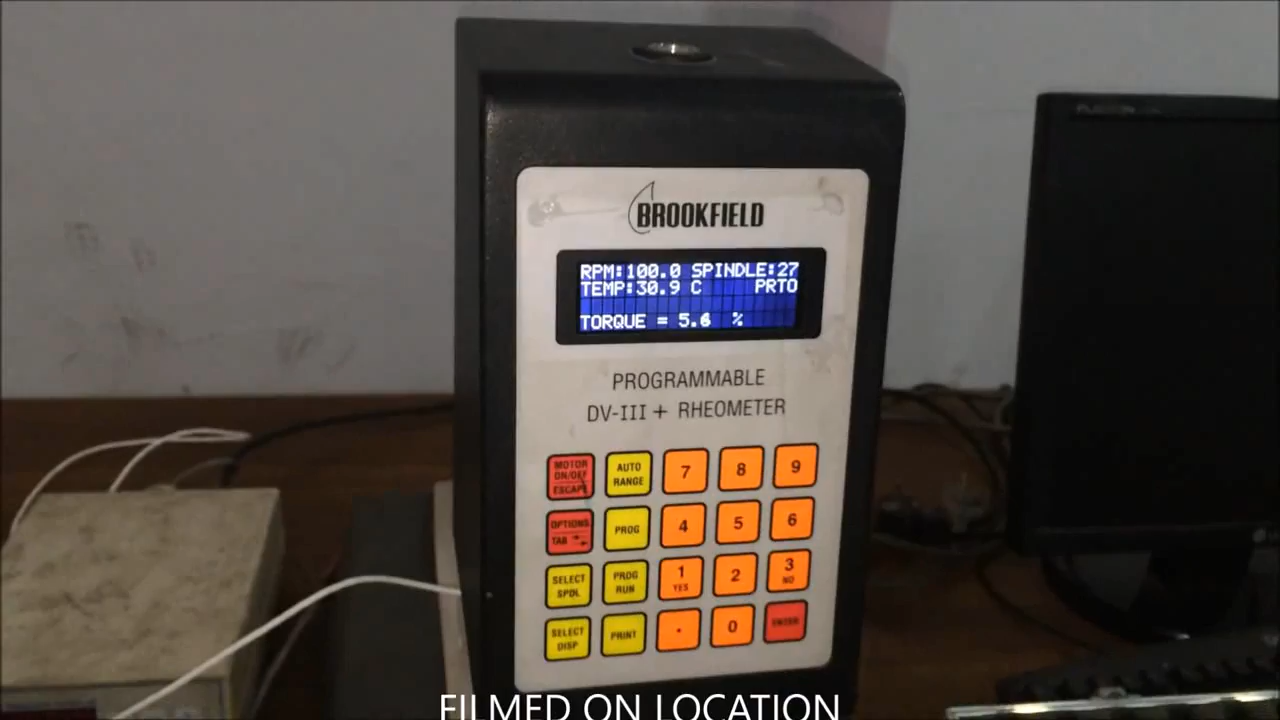 BROOKFIELD
RPM:100.0 SPINDLE:27
TEMP:30.9 C PRTO
TORQUE = 5.6 %
PROGRAMMABLE
DV-III + RHEOMETER
MOTOR ON/OFF ESCAPE
AUTO RANGE
7
8
9
OPTIONS TAB
PROG
4
5
6
SELECT SPDL
PROG RUN
1 YES
2
3 NO
SELECT DISP
PRINT
.
0
ENTER
FILMED ON LOCATION